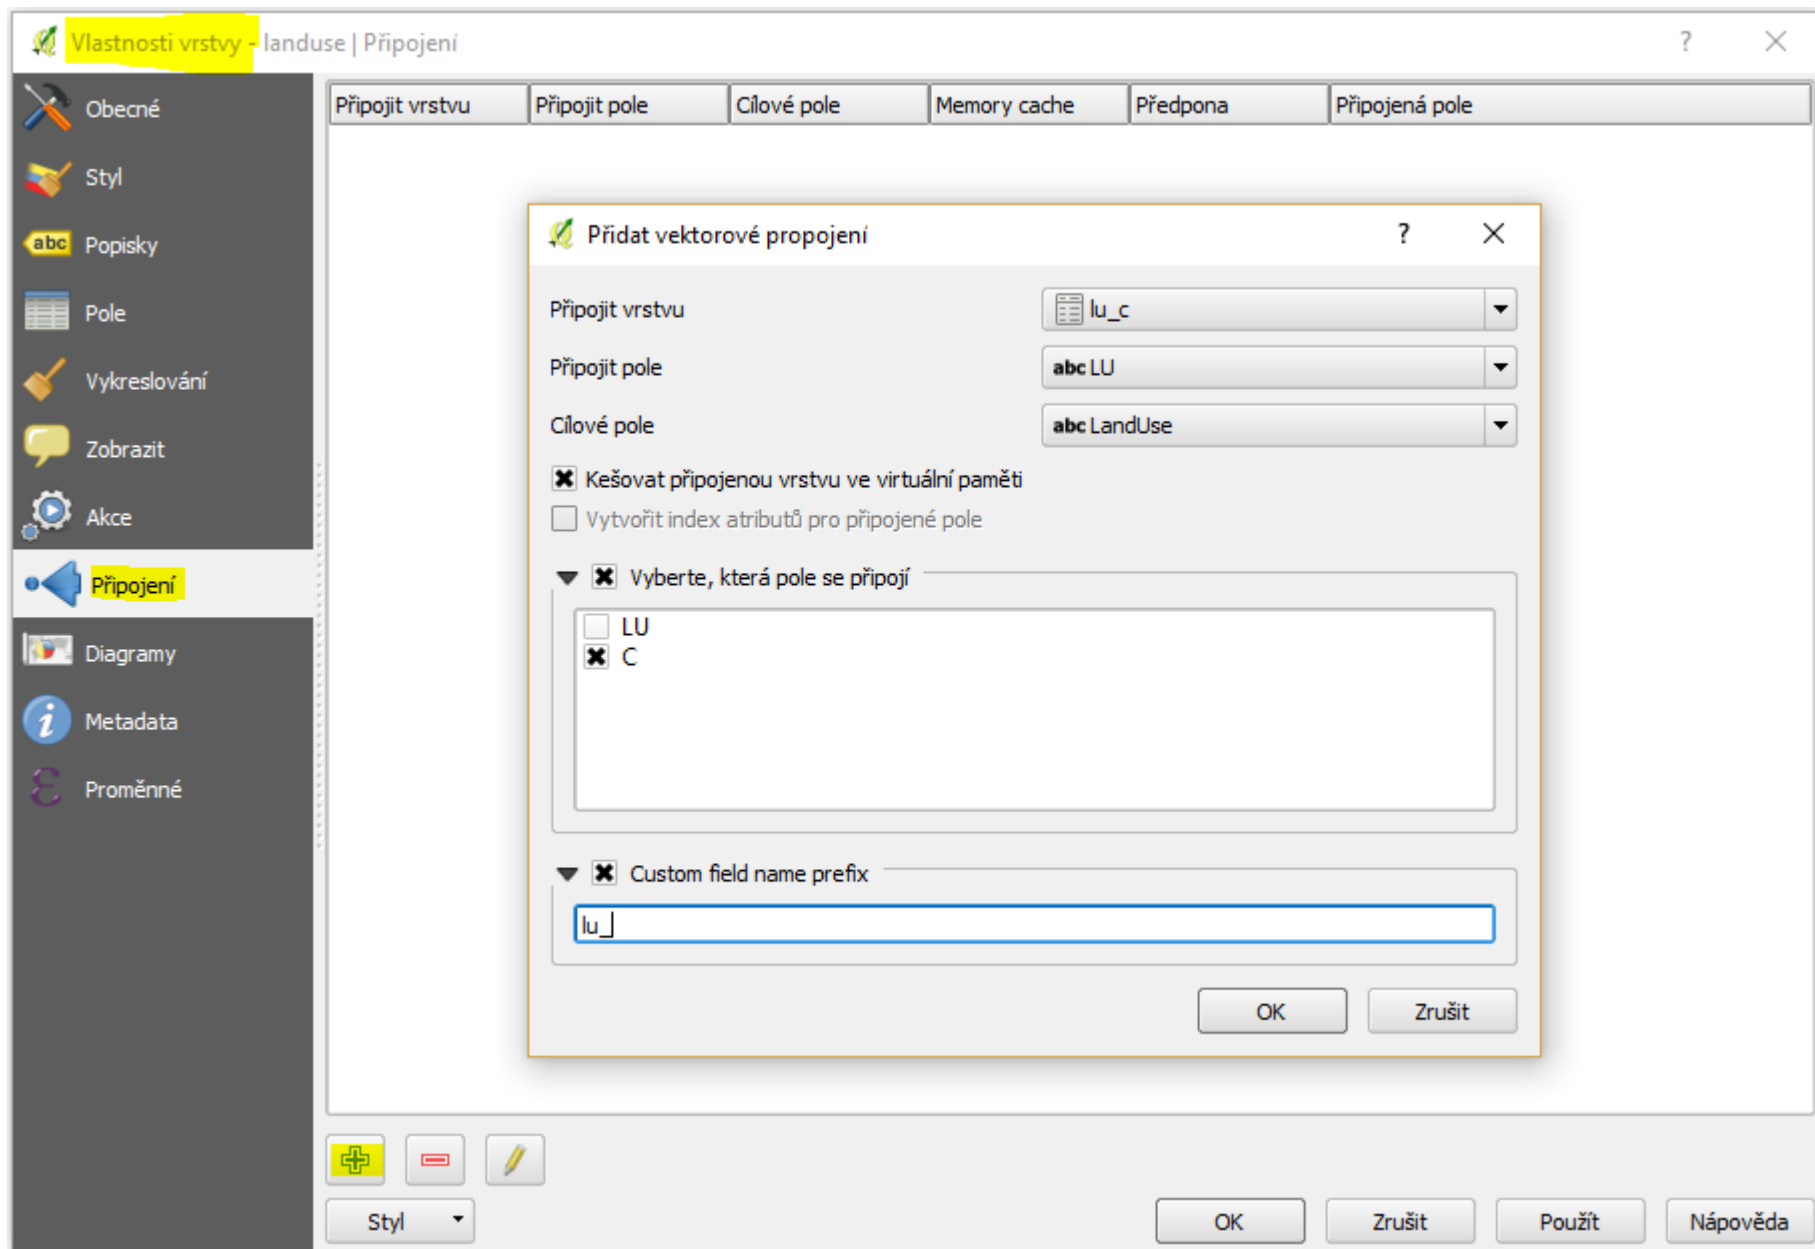 Vlastnosti vrstvy - landuse | Připojení
?
Obecné
Styl
abc Popisky
Pole
Vykreslování
Zobrazit
Akce
Připojení
Diagramy
Metadata
Proměnné
Připojit vrstvu Připojit pole Cílové pole Memory cache Předpona Připojená pole
Přidat vektorové propojení
?
Připojit vrstvu lu_c
Připojit pole abc LU
Cílové pole abc LandUse
Kešovat připojenou vrstvu ve virtuální paměti
Vytvořit index atributů pro připojené pole
Vyberte, která pole se připojí
LU
C
Custom field name prefix
lu_
OK Zrušit
Styl OK Zrušit Použít Nápověda